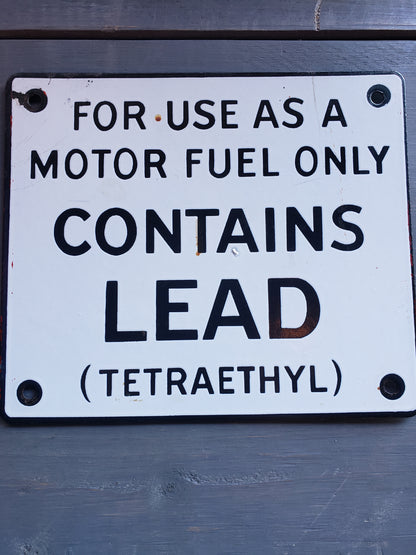 FOR USE AS A
MOTOR FUEL ONLY
CONTAINS
LEAD
(TETRAETHYL)